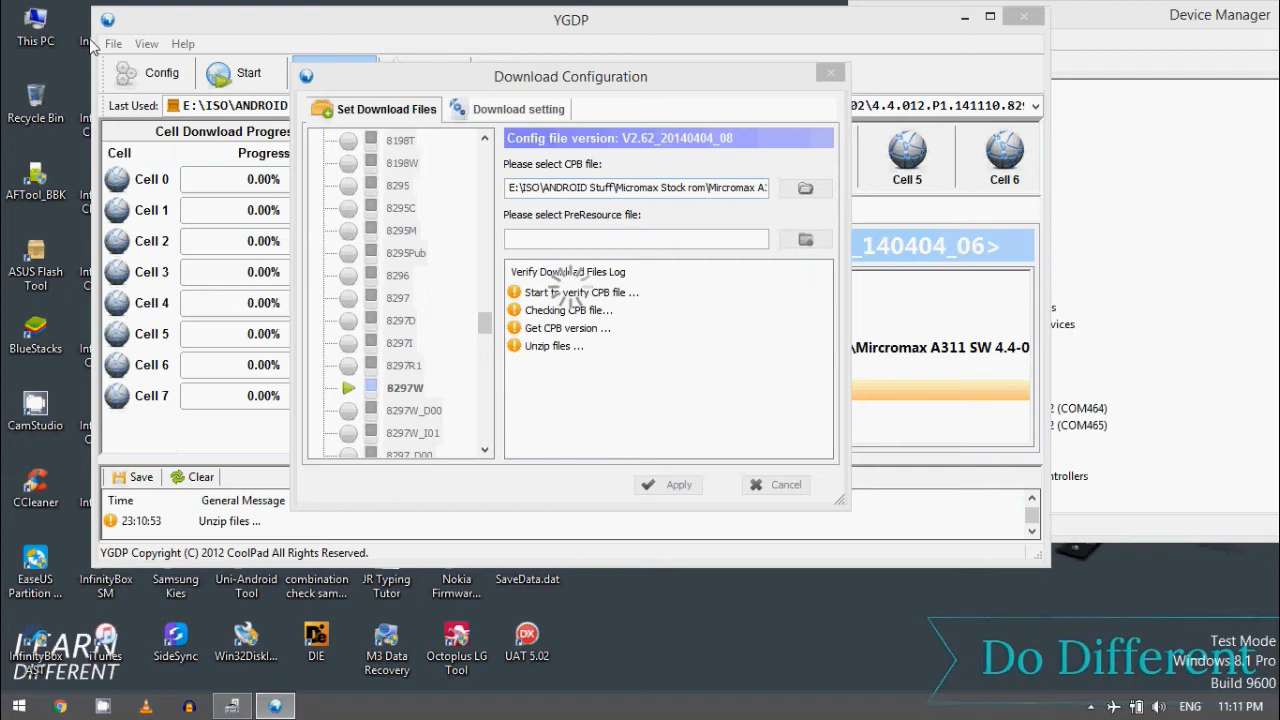 This PC
Recycle Bin
AFTool_BBK
ASUS Flash
Tool
BlueStacks
CamStudio
CCleaner
EaseUS
Partition ...
InfinityBox
SM
Samsung
Kies
Uni-Android
Tool
combination
check sam...
JR Typing
Tutor
Nokia
Firmwar...
SaveData.dat
iTunes
SideSync
Win32DiskI...
DIE
M3 Data
Recovery
Octoplus LG
Tool
UAT 5.02
LEARN
DIFFERENT
YGDP
File View Help
Config Start
Last Used: E:\ISO\ANDROID
02\4.4.012.P1.141110.829
Cell Donwload Progres
Cell Progres
Cell 0 0.00%
Cell 1 0.00%
Cell 2 0.00%
Cell 3 0.00%
Cell 4 0.00%
Cell 5 0.00%
Cell 6 0.00%
Cell 7 0.00%
Cell 5 Cell 6
_140404_06>
\Mircromax A311 SW 4.4-0
Save Clear
Time General Message
23:10:53 Unzip files ...
YGDP Copyright (C) 2012 CoolPad All Rights Reserved.
Download Configuration
Set Download Files Download setting
8198T
8198W
8295
8295C
8295M
8295Pub
8296
8297
8297D
8297I
8297R1
8297W
8297W_D00
8297W_I01
8297_D00
Config file version: V2.62_20140404_08
Please select CPB file:
E:\ISO\ANDROID Stuff\Micromax Stock rom\Mircromax A
Please select PreResource file:
Verify Download Files Log
Start to verify CPB file ...
Checking CPB file...
Get CPB version ...
Unzip files ...
Apply Cancel
Device Manager
s
vices
2 (COM464)
2 (COM465)
ntrollers
Do Different
Test Mode
Windows 8.1 Pro
Build 9600
ENG 11:11 PM